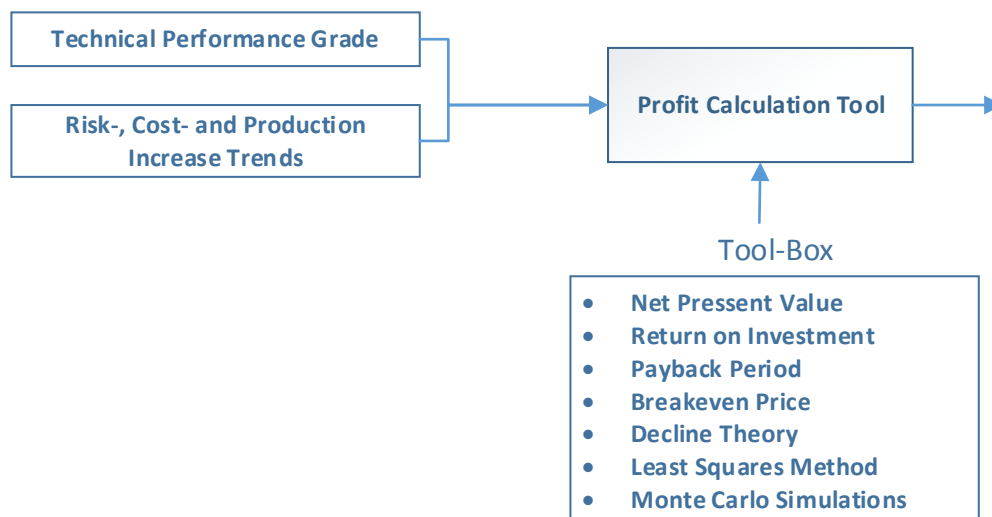 Technical Performance Grade
Risk-, Cost- and Production
Increase Trends
Profit Calculation Tool
Tool-Box
• Net Pressent Value
• Return on Investment
• Payback Period
• Breakeven Price
• Decline Theory
• Least Squares Method
• Monte Carlo Simulations